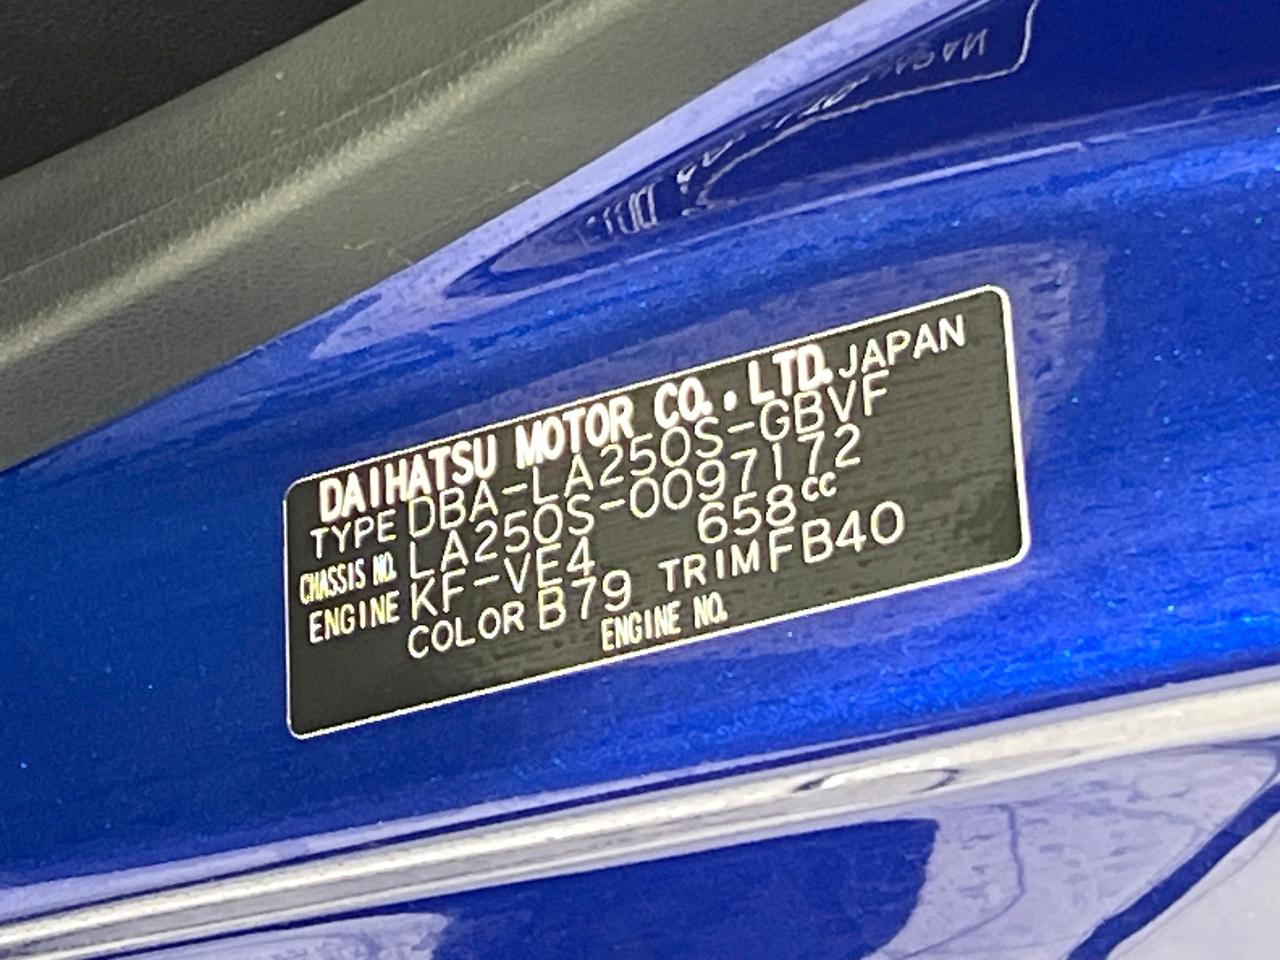 DAIHATSU MOTOR CO.,LTD. JAPAN
TYPE DBA-LA250S-GBVF
CHASSIS NO. LA250S-0097172
ENGINE KF-VE4 658cc
COLOR B79 TRIM FB40
ENGINE NO.